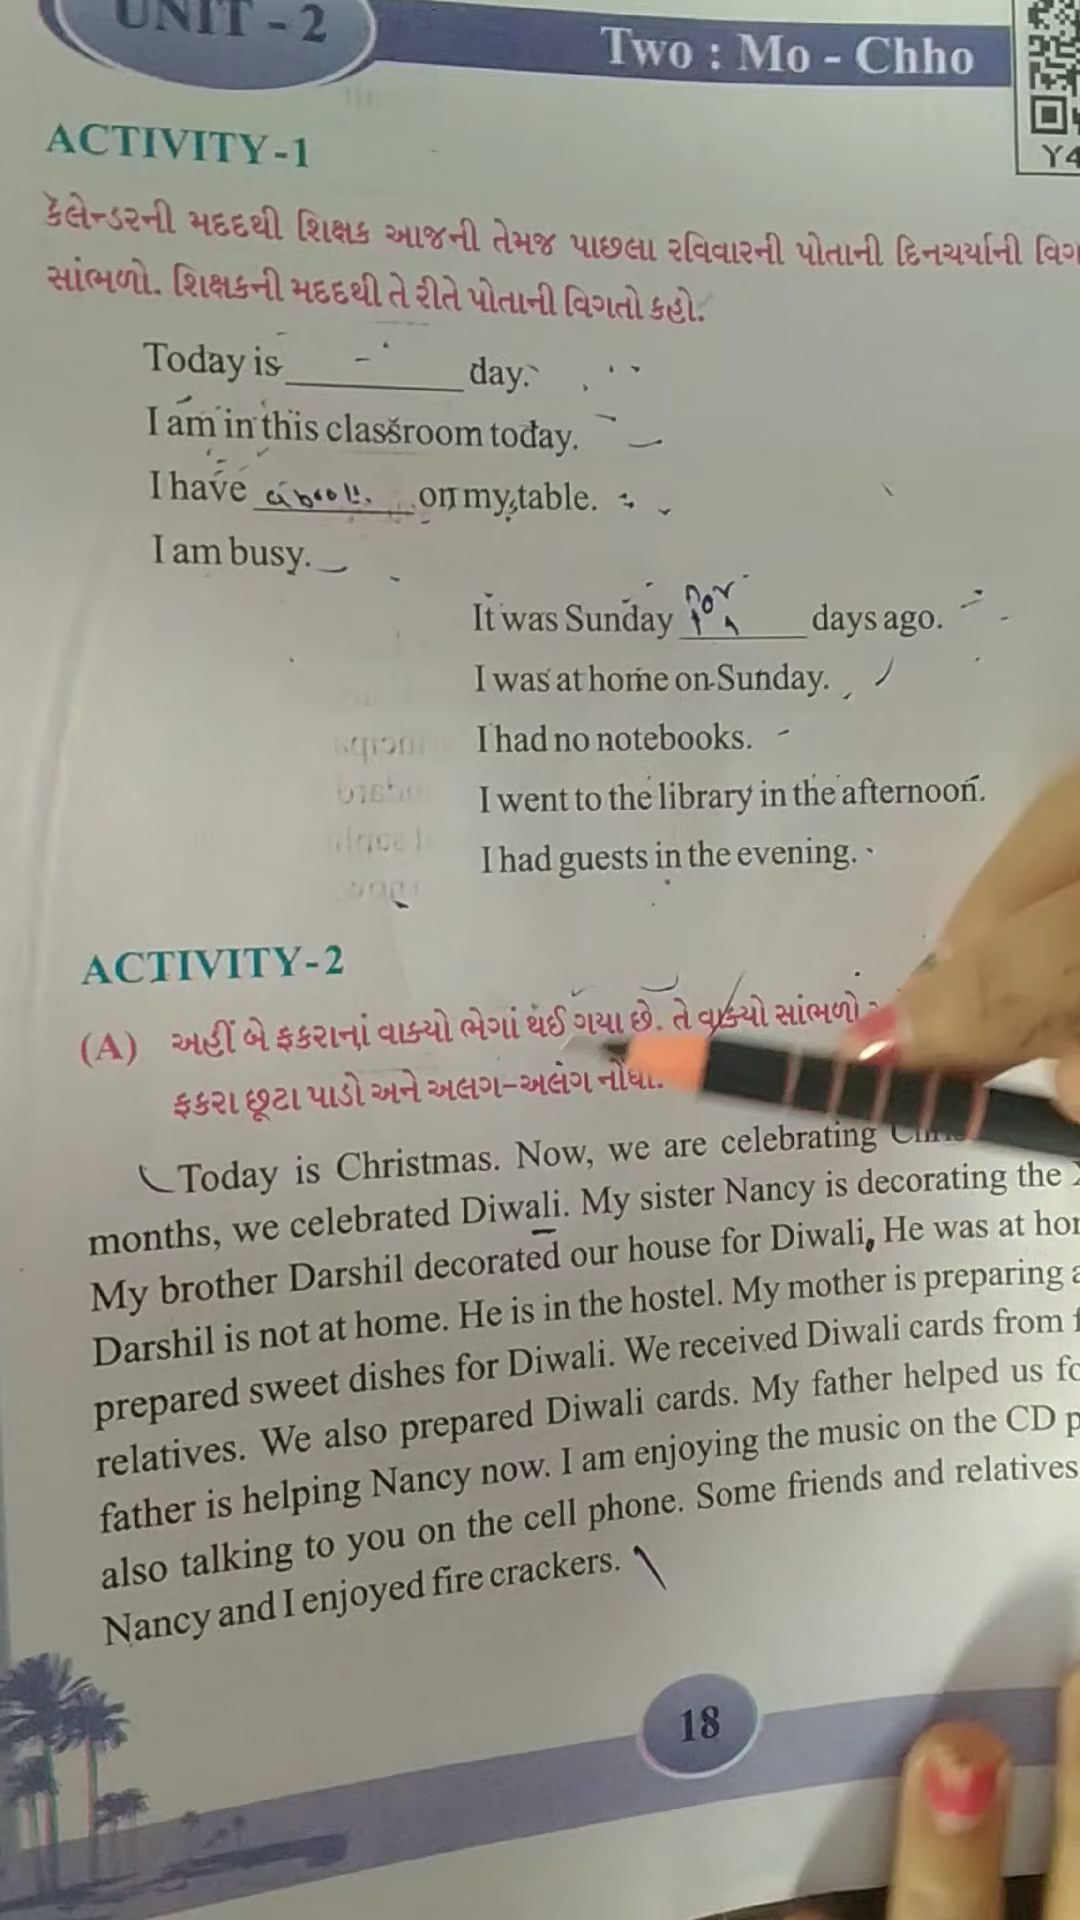 UNIT - 2
Two : Mo - Chho
Y4
ACTIVITY-1
કેલેન્ડરની મદદથી શિક્ષક આજની તેમજ પાછલા રવિવારની પોતાની દિનચર્યાની
સાંભળો. શિક્ષકની મદદથી તે રીતે પોતાની વિગતો કહો.
Today is __________ day.
I am in this classroom today.
I have __________ on my table.
I am busy.
It was Sunday __________ days ago.
I was at home on Sunday.
I had no notebooks.
I went to the library in the afternoon.
I had guests in the evening.
ACTIVITY-2
(A) અહીં બે ફકરાનાં વાક્યો ભેગાં થઈ ગયા છે. તે વાક્યો સાંભળો
ફકરા છૂટા પાડો અને અલગ-અલગ નોંધો.
Today is Christmas. Now, we are celebrating
months, we celebrated Diwali. My sister Nancy is decorating the
My brother Darshil decorated our house for Diwali, He was at
Darshil is not at home. He is in the hostel. My mother is preparing
prepared sweet dishes for Diwali. We received Diwali cards from
relatives. We also prepared Diwali cards. My father helped us
father is helping Nancy now. I am enjoying the music on the CD
also talking to you on the cell phone. Some friends and relatives
Nancy and I enjoyed fire crackers.
18